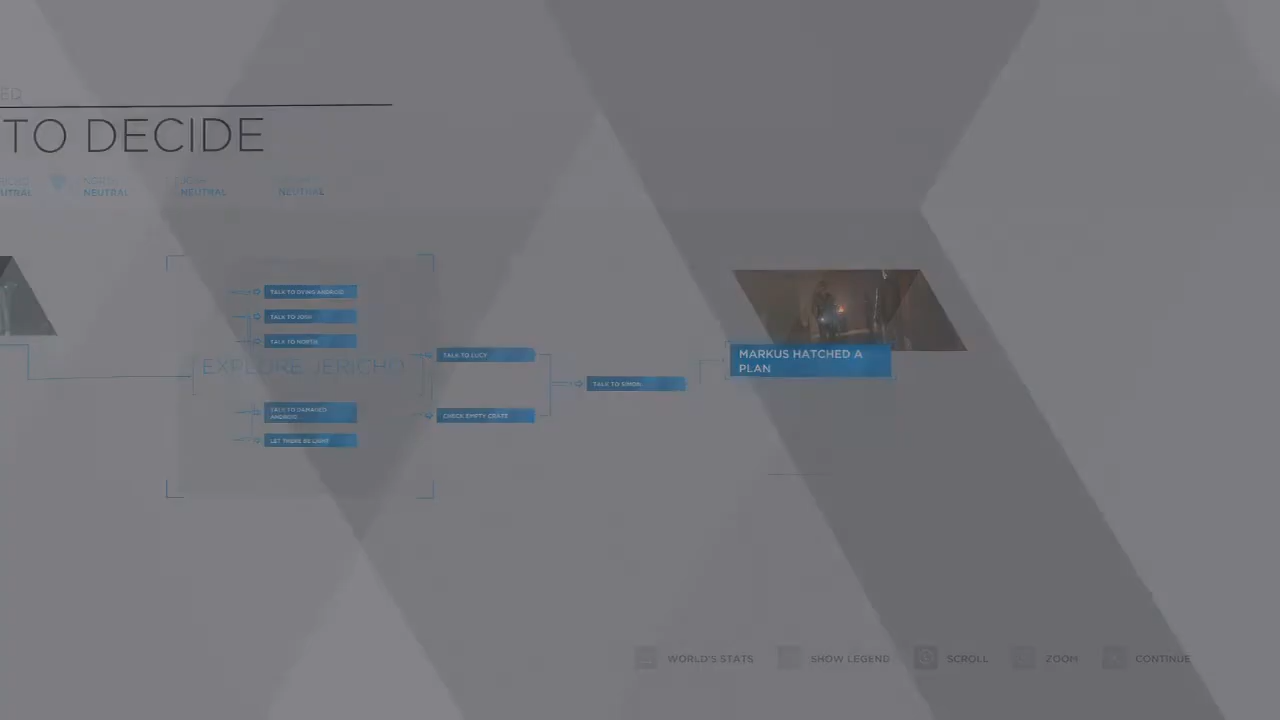 ED
TO DECIDE
NEUTRAL
NEUTRAL
NEUTRAL
TALK TO DYING ANDROID
TALK TO JOSH
TALK TO NORTH
EXPLORE JERICHO
TALK TO DAMAGED
ANDROID
LET THERE BE LIGHT
TALK TO LUCY
CHECK EMPTY CRATE
TALK TO SIMON
MARKUS HATCHED A
PLAN
WORLD'S STATS
SHOW LEGEND
SCROLL
ZOOM
CONTINUE